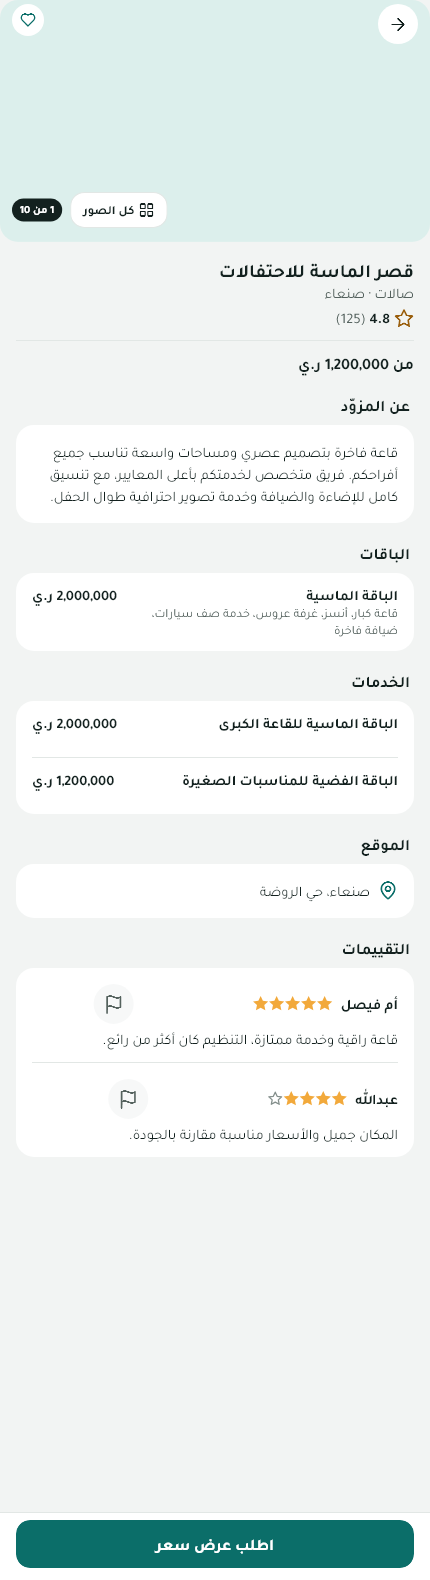 كل الصور
1 من 10
قصر الماسة للاحتفالات
صالات · صنعاء
4.8 (125)
من 1,200,000 ر.ي
عن المزوّد
قاعة فاخرة بتصميم عصري ومساحات واسعة تناسب جميع
أفراحكم. فريق متخصص لخدمتكم بأعلى المعايير، مع تنسيق
كامل للإضاءة والضيافة وخدمة تصوير احترافية طوال الحفل.
الباقات
الباقة الماسية 2,000,000 ر.ي
قاعة كبار، أنسز، غرفة عروس، خدمة صف سيارات،
ضيافة فاخرة
الخدمات
الباقة الماسية للقاعة الكبرى 2,000,000 ر.ي
الباقة الفضية للمناسبات الصغيرة 1,200,000 ر.ي
الموقع
صنعاء، حي الروضة
التقييمات
أم فيصل
قاعة راقية وخدمة ممتازة، التنظيم كان أكثر من رائع.
عبدالله
المكان جميل والأسعار مناسبة مقارنة بالجودة.
اطلب عرض سعر